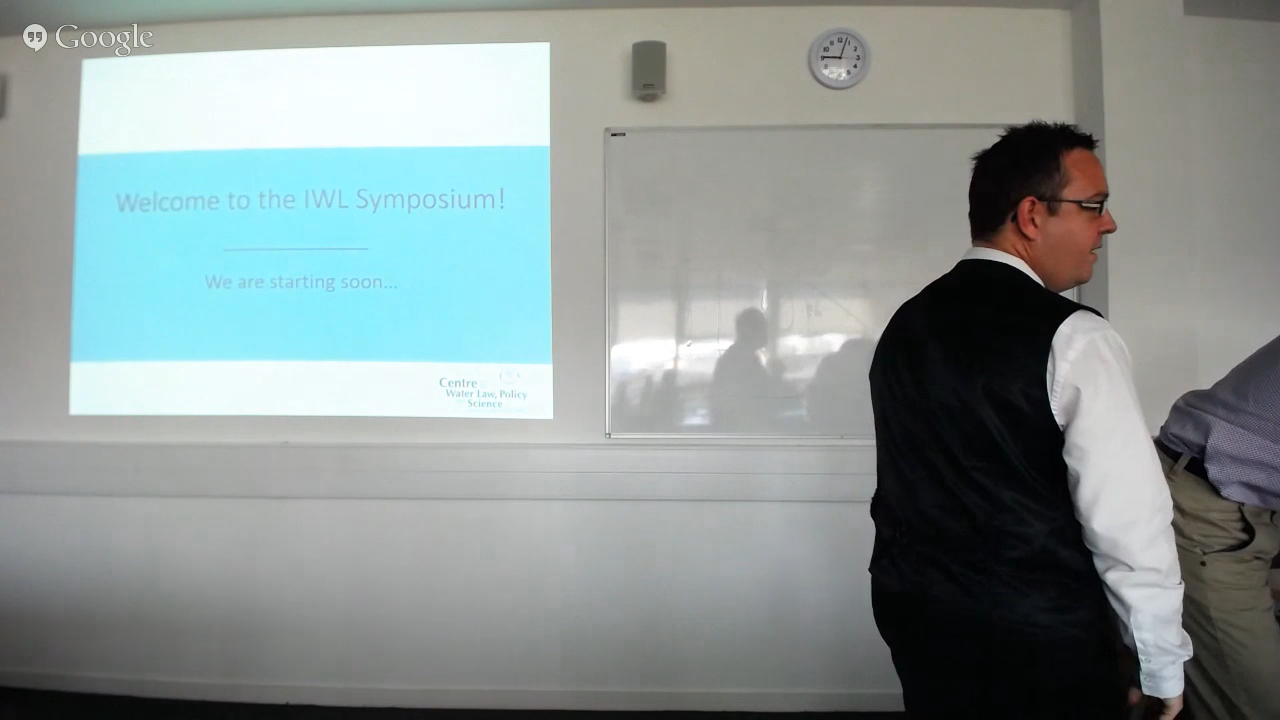 Google
Welcome to the IWL Symposium!
We are starting soon...
Centre
Water Law, Policy
Science